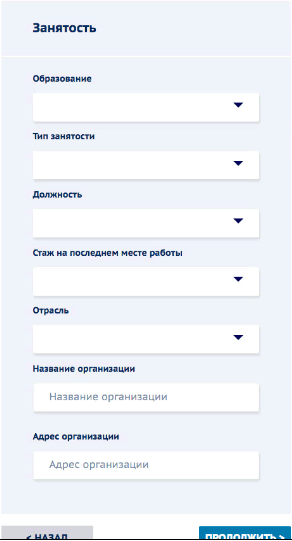 Занятость
Образование
Тип занятости
Должность
Стаж на последнем месте работы
Отрасль
Название организации
Название организации
Адрес организации
Адрес организации
< НАЗАД
ПРОДОЛЖИТЬ >